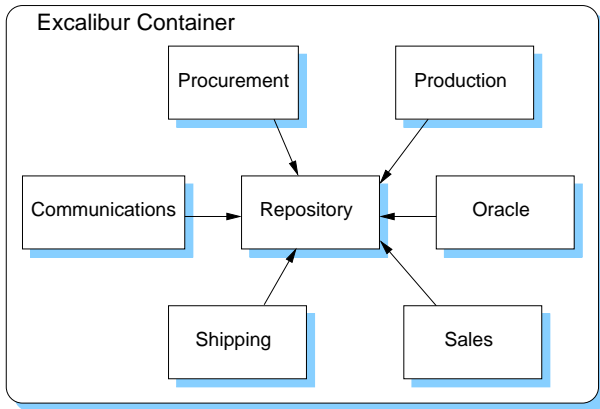 Excalibur Container
Procurement
Production
Communications
Repository
Oracle
Shipping
Sales